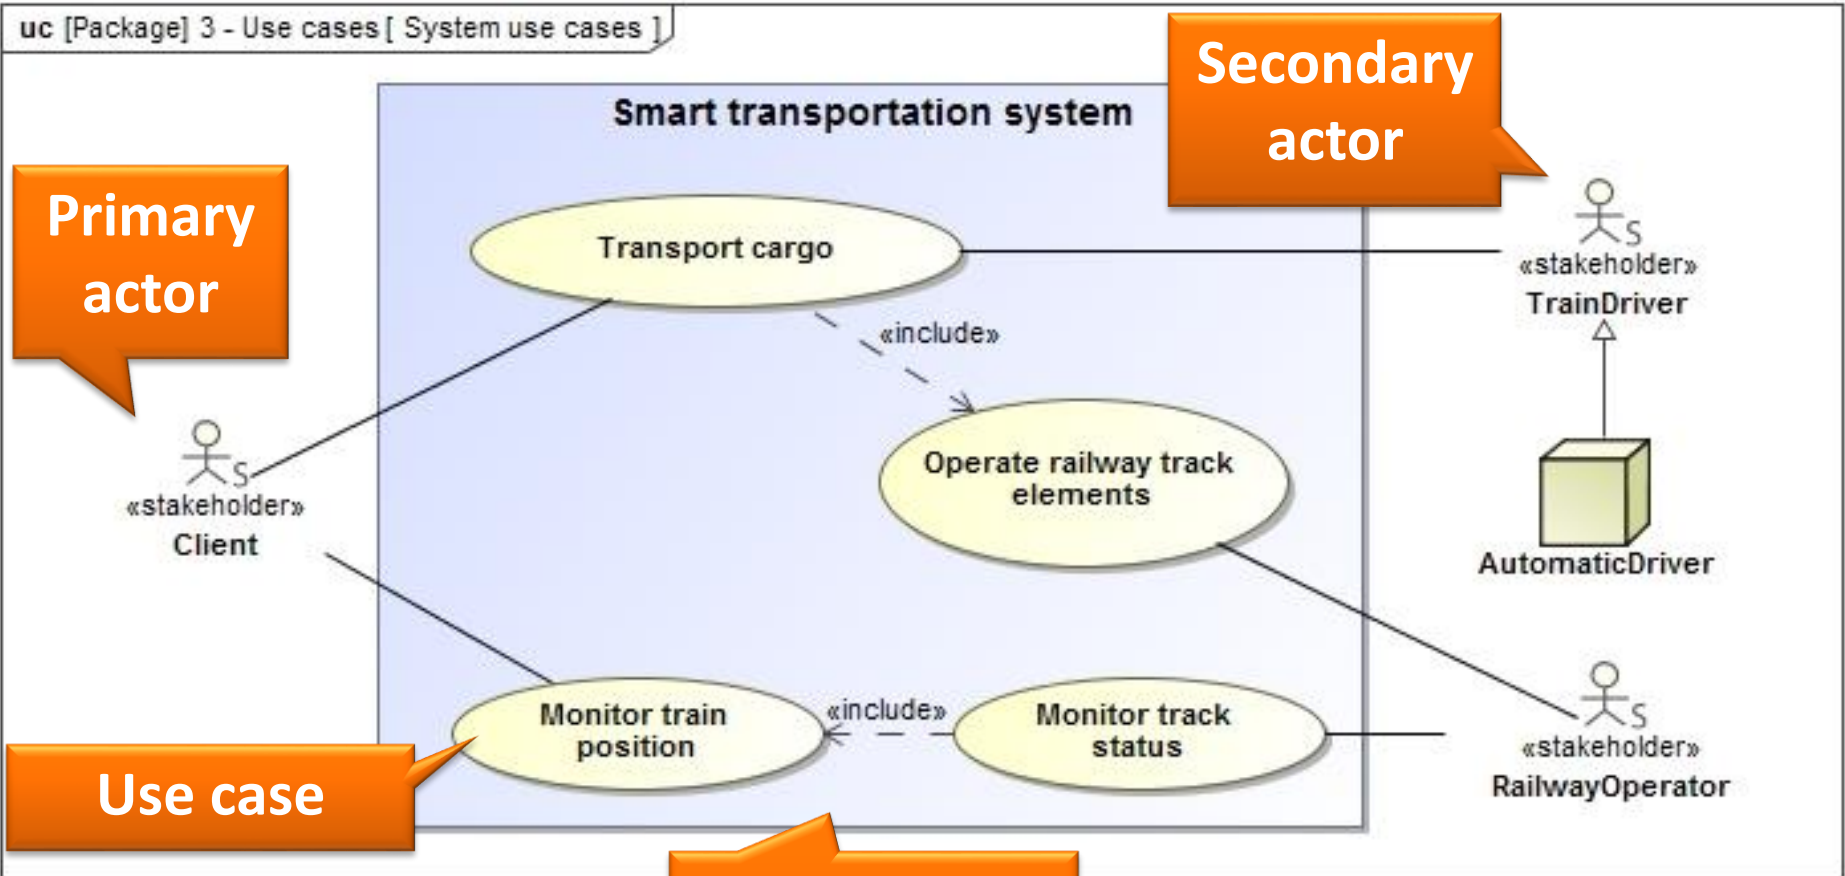 uc [Package] 3 - Use cases [ System use cases ]
Secondary
actor
Smart transportation system
Primary
actor
Transport cargo
S
«stakeholder»
TrainDriver
«include»
S
«stakeholder»
Client
Operate railway track
elements
AutomaticDriver
Monitor train
position
«include»
Monitor track
status
S
«stakeholder»
RailwayOperator
Use case